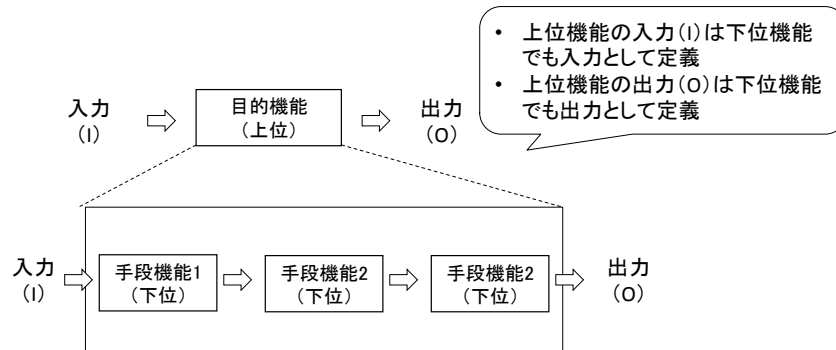 • 上位機能の入力(I)は下位機能
でも入力として定義
• 上位機能の出力(O)は下位機能
でも出力として定義
入力
(I)
目的機能
(上位)
出力
(O)
入力
(I)
手段機能1
(下位)
手段機能2
(下位)
手段機能2
(下位)
出力
(O)